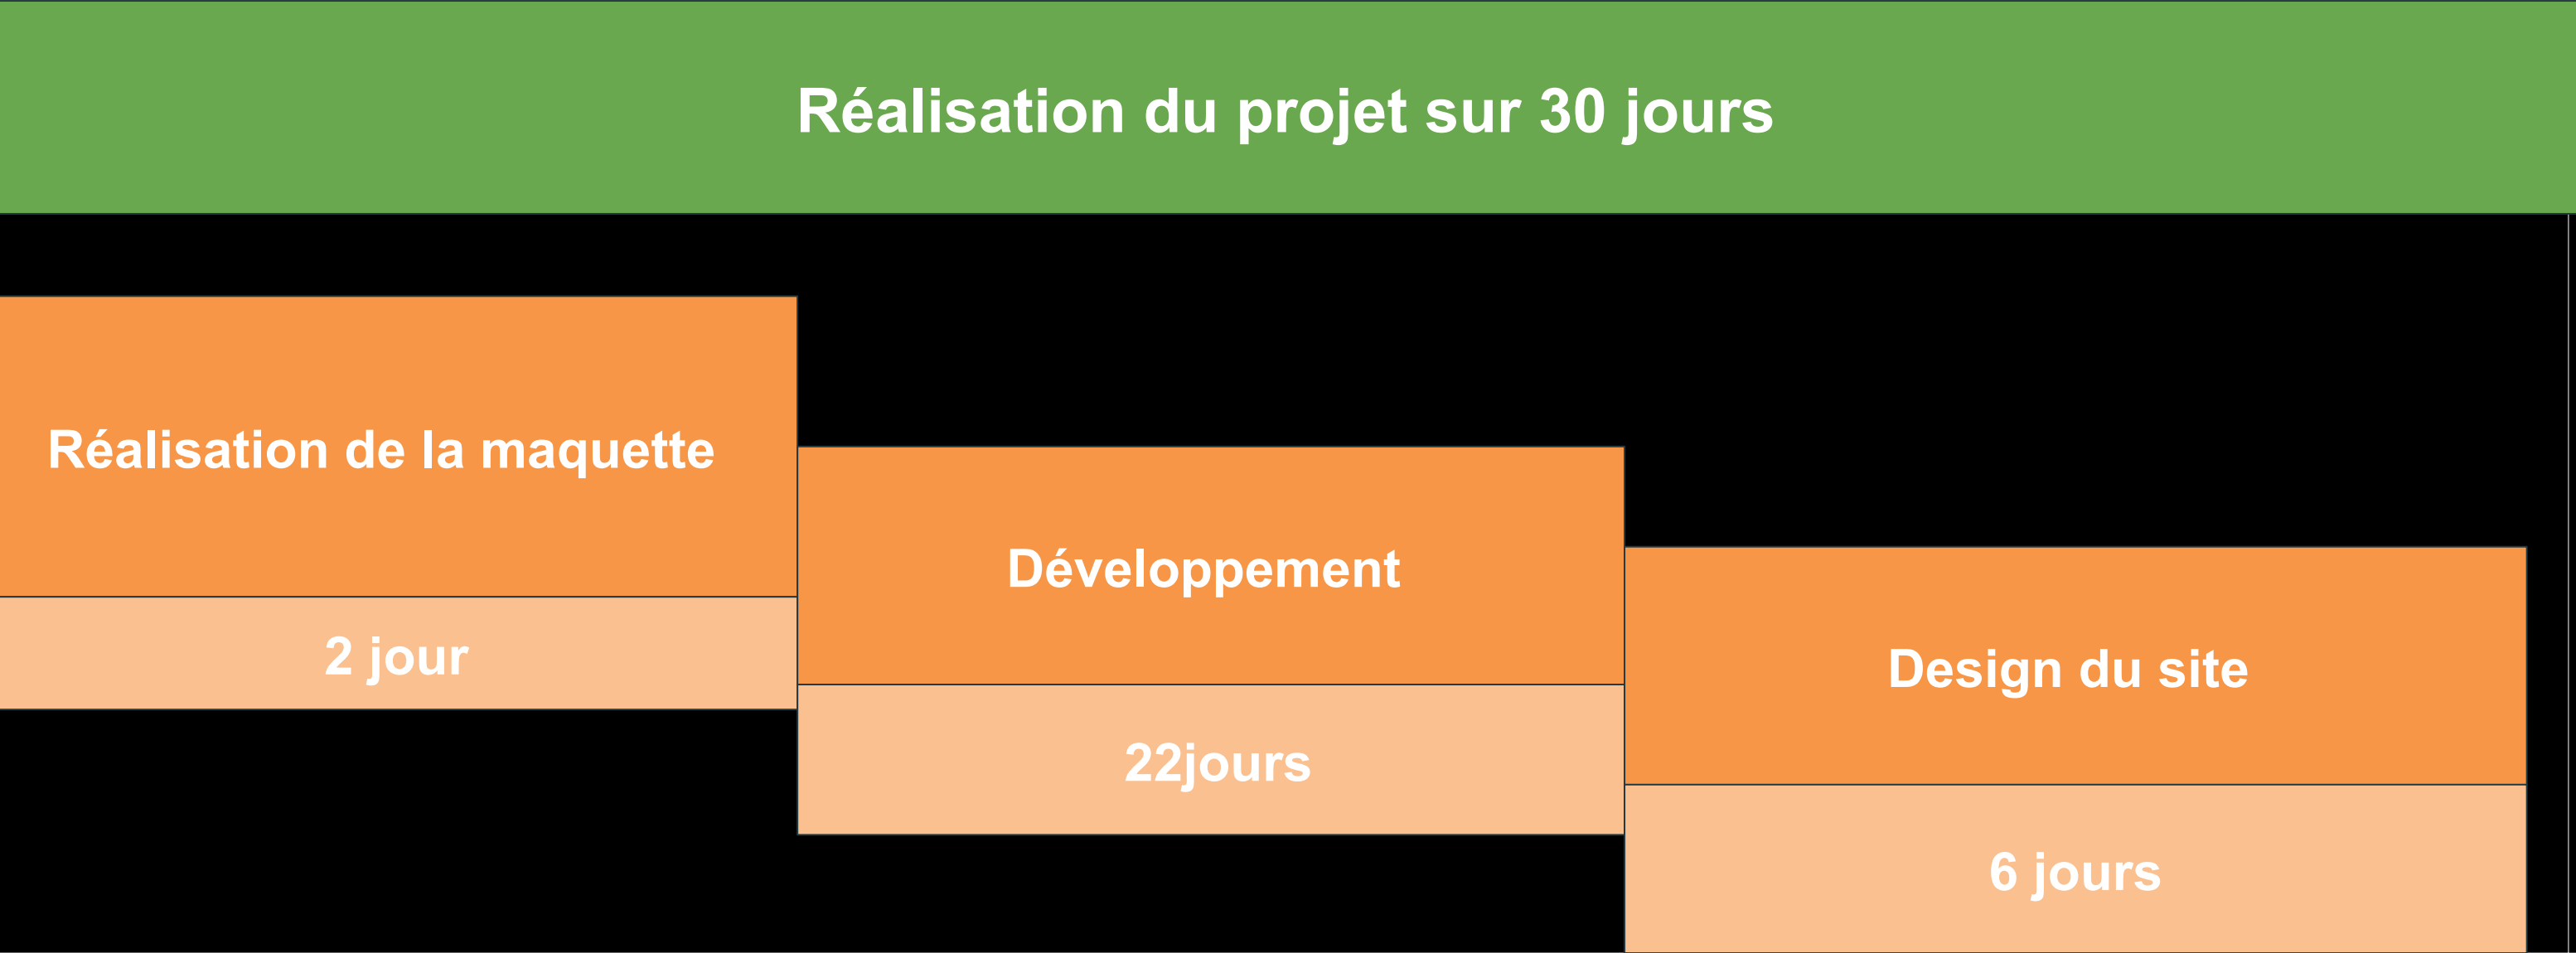 Réalisation du projet sur 30 jours
Réalisation de la maquette
2 jour
Développement
22jours
Design du site
6 jours